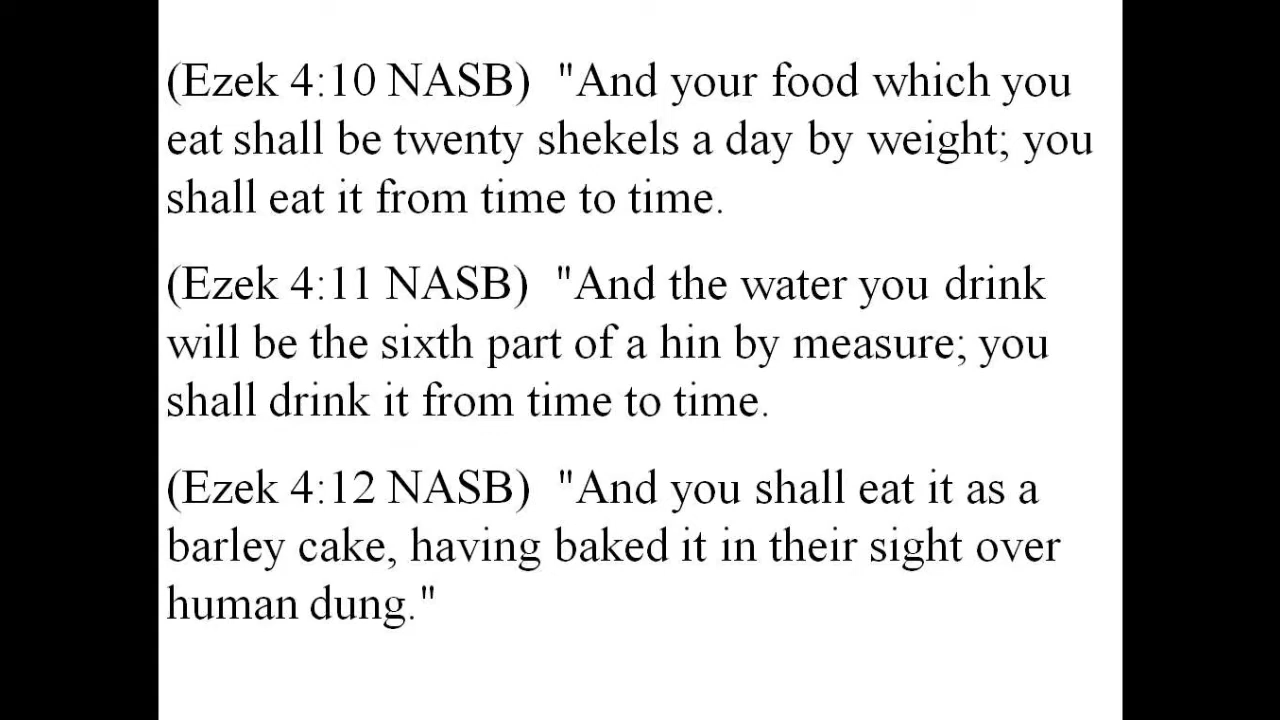 (Ezek 4:10 NASB)  "And your food which you
eat shall be twenty shekels a day by weight; you
shall eat it from time to time.
(Ezek 4:11 NASB)  "And the water you drink
will be the sixth part of a hin by measure; you
shall drink it from time to time.
(Ezek 4:12 NASB)  "And you shall eat it as a
barley cake, having baked it in their sight over
human dung."